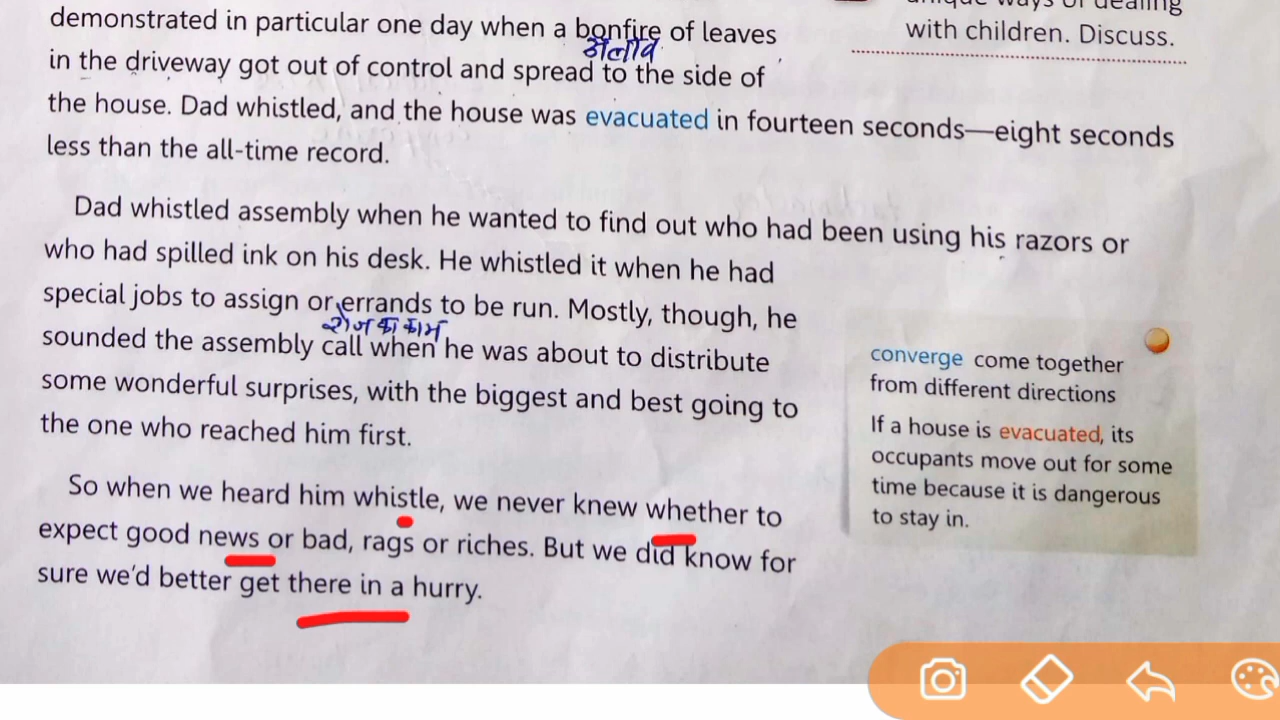 unique ways of dealing
with children. Discuss.
demonstrated in particular one day when a bonfire of leaves
अलाव
in the driveway got out of control and spread to the side of
the house. Dad whistled, and the house was evacuated in fourteen seconds—eight seconds
less than the all-time record.
Dad whistled assembly when he wanted to find out who had been using his razors or
who had spilled ink on his desk. He whistled it when he had
special jobs to assign or errands to be run. Mostly, though, he
रोज का काम
sounded the assembly call when he was about to distribute
some wonderful surprises, with the biggest and best going to
the one who reached him first.
So when we heard him whistle, we never knew whether to
expect good news or bad, rags or riches. But we did know for
sure we'd better get there in a hurry.
converge come together
from different directions
If a house is evacuated, its
occupants move out for some
time because it is dangerous
to stay in.